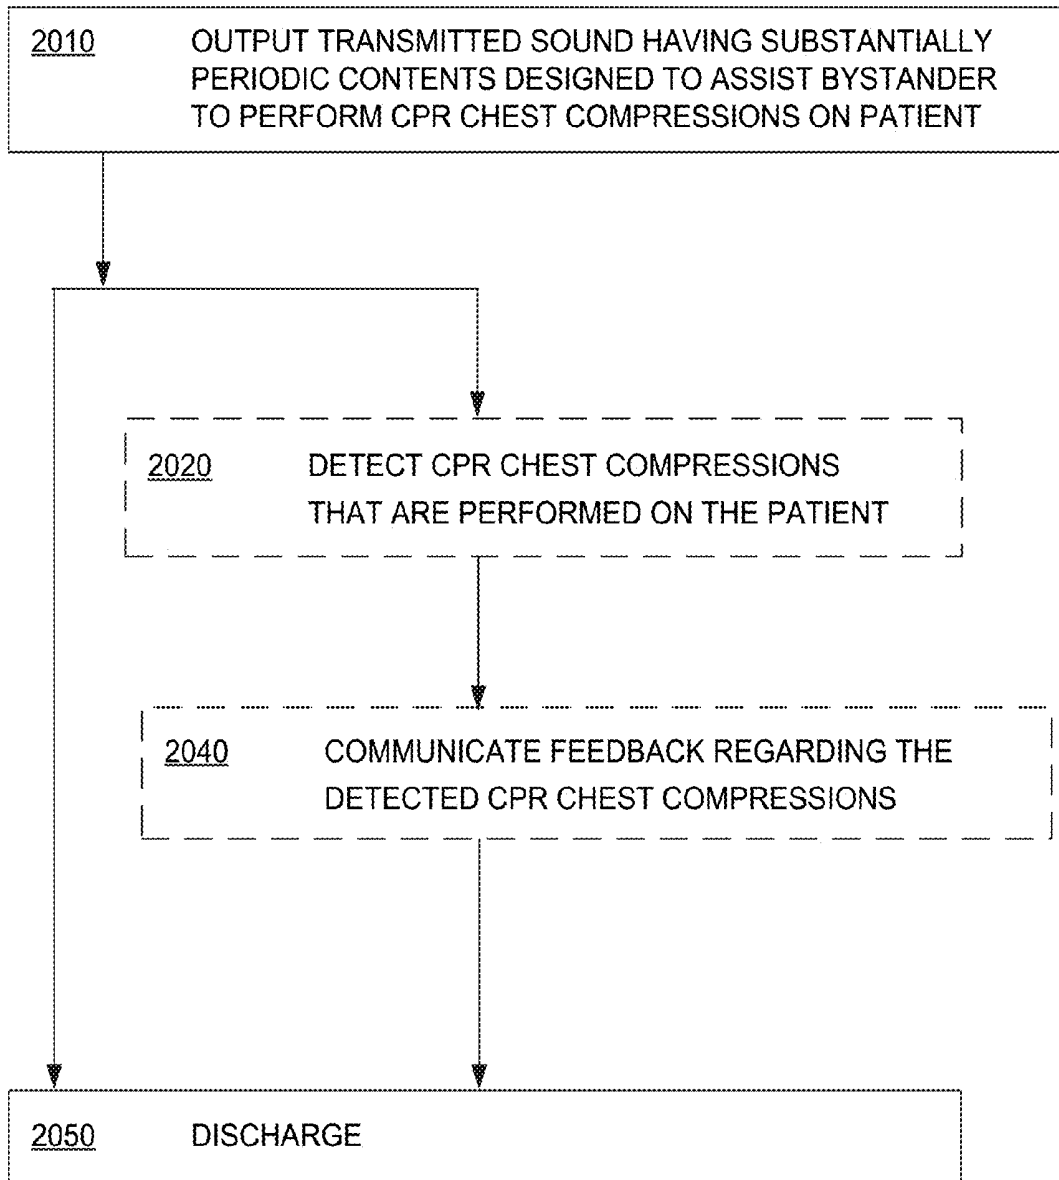 2010 OUTPUT TRANSMITTED SOUND HAVING SUBSTANTIALLY
PERIODIC CONTENTS DESIGNED TO ASSIST BYSTANDER
TO PERFORM CPR CHEST COMPRESSIONS ON PATIENT
2020 DETECT CPR CHEST COMPRESSIONS
THAT ARE PERFORMED ON THE PATIENT
2040 COMMUNICATE FEEDBACK REGARDING THE
DETECTED CPR CHEST COMPRESSIONS
2050 DISCHARGE